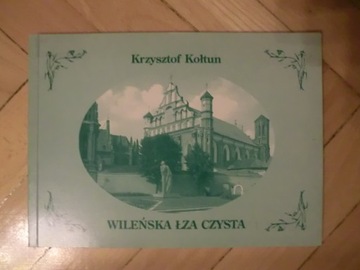 Krzysztof Kołtun
WILEŃSKA ŁZA CZYSTA